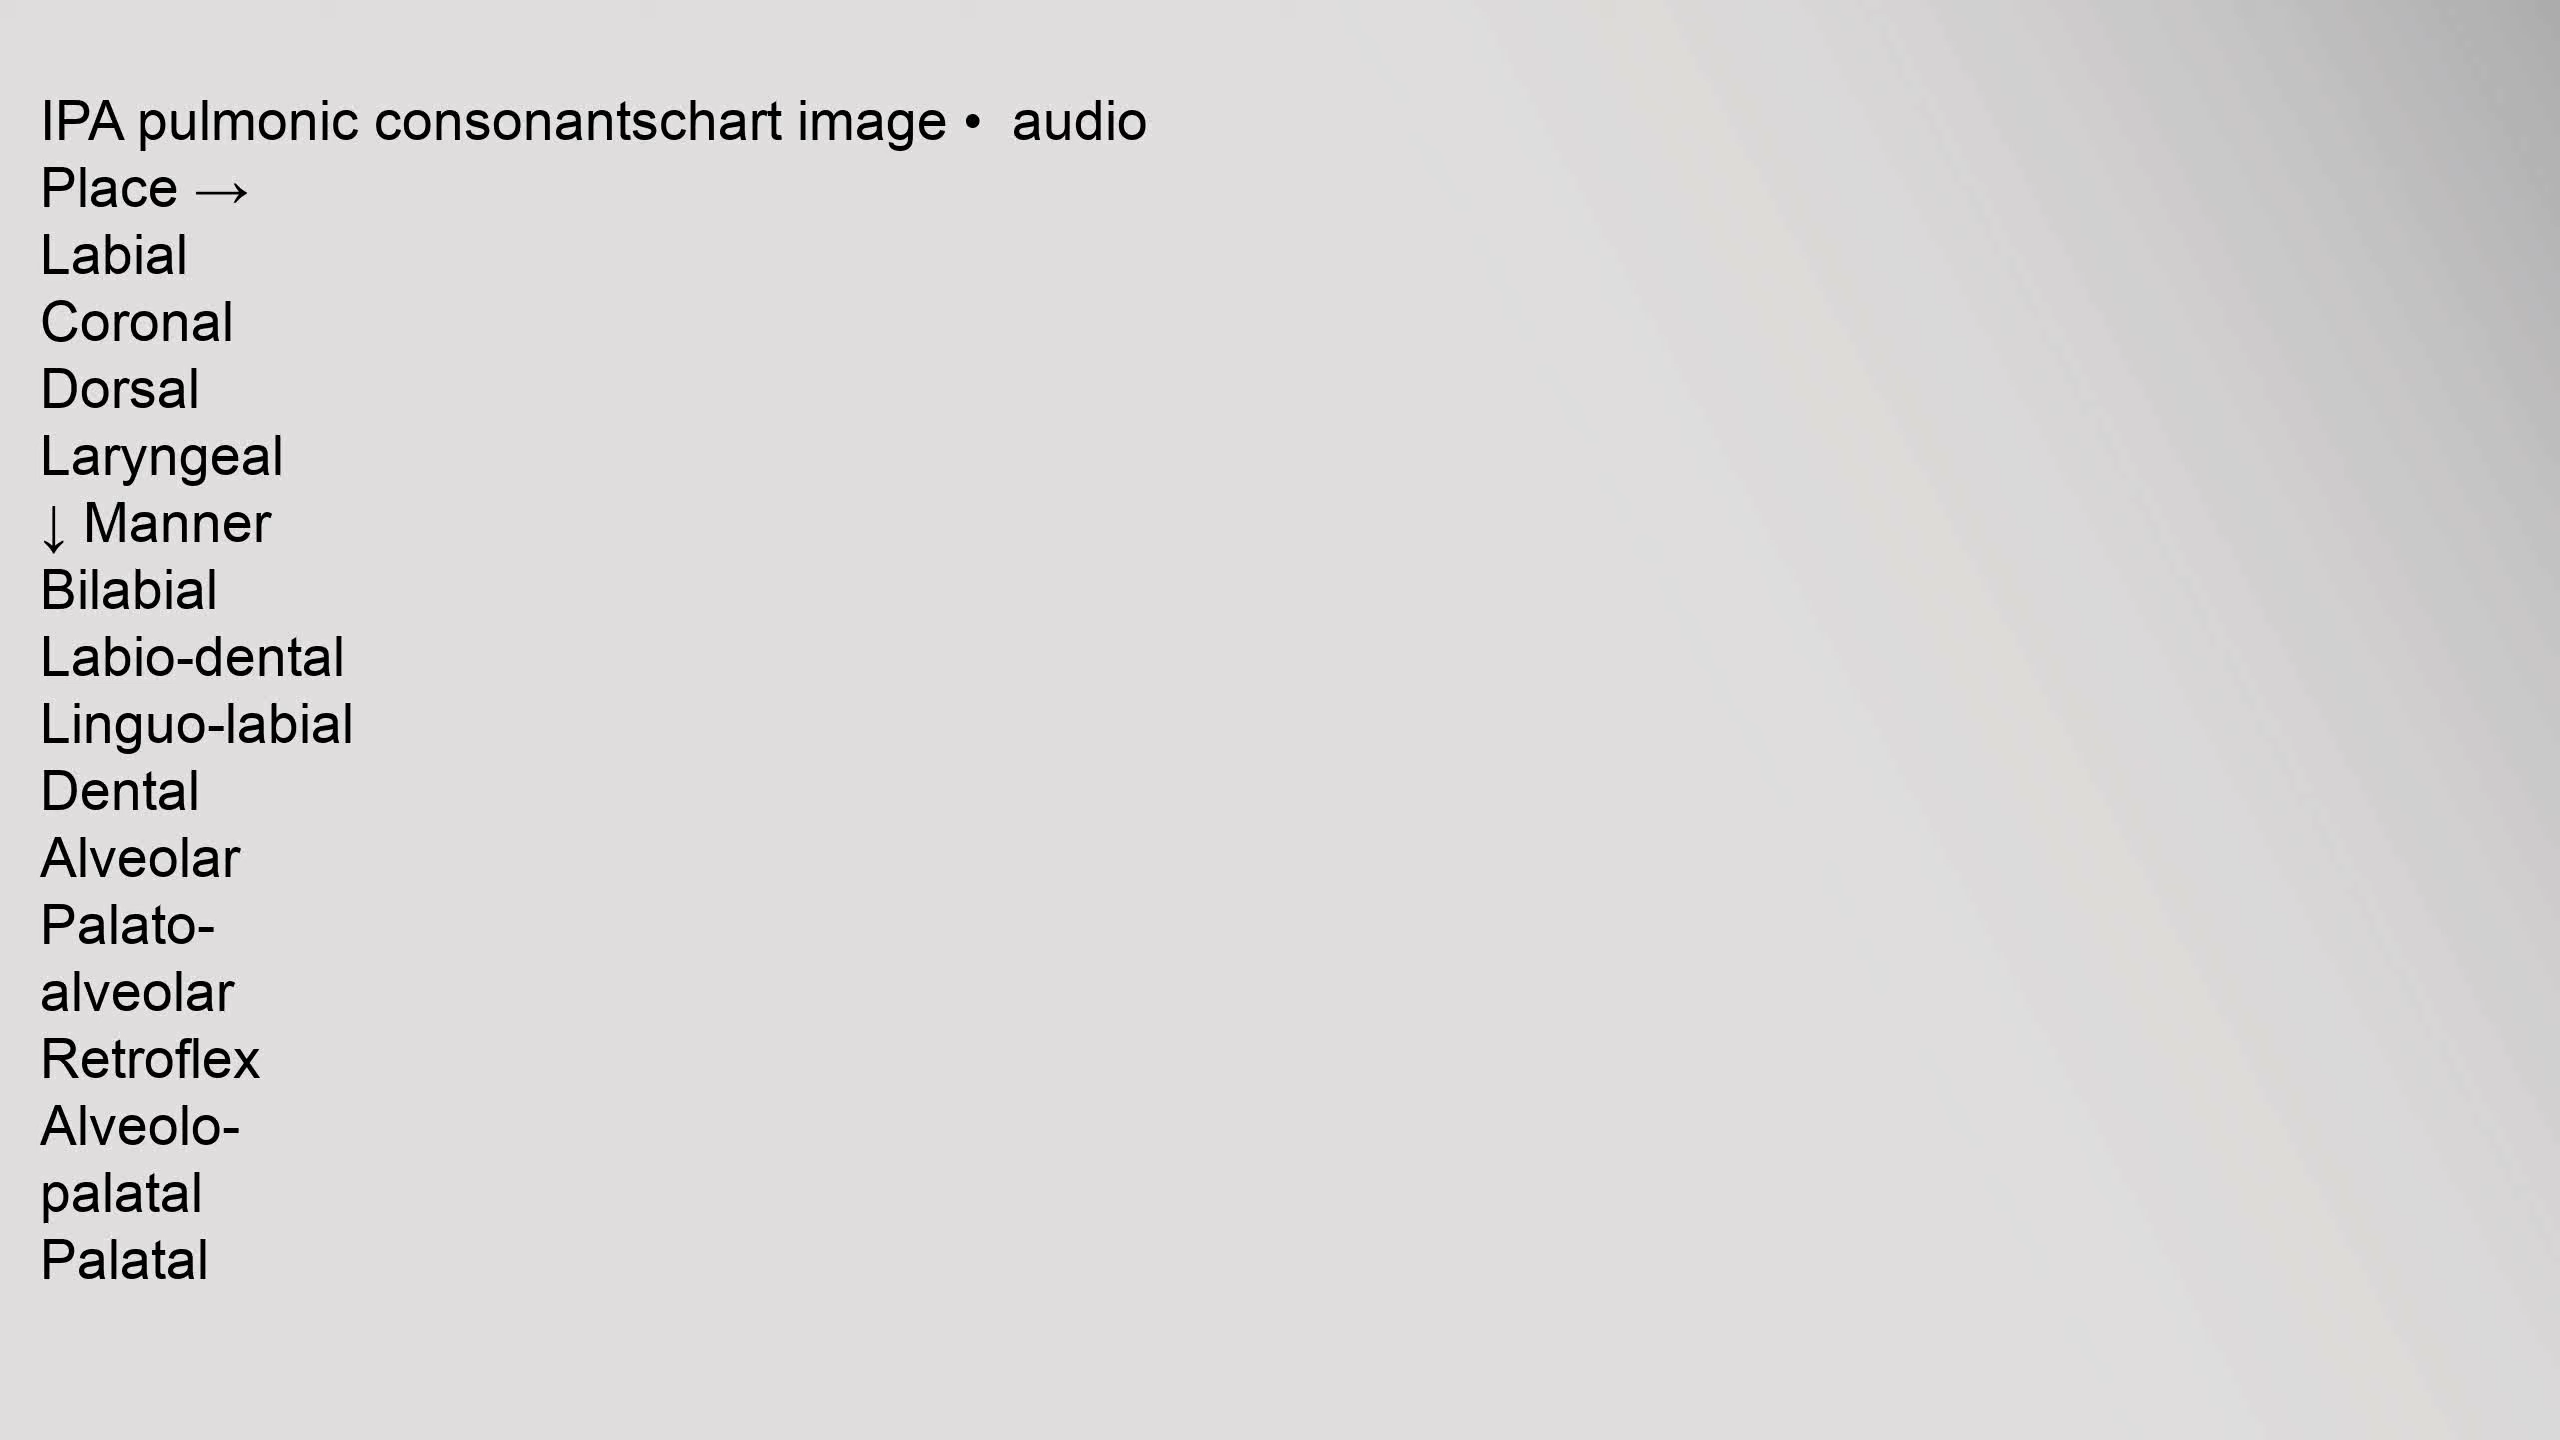 IPA pulmonic consonantschart image •  audio
Place →
Labial
Coronal
Dorsal
Laryngeal
↓ Manner
Bilabial
Labio-dental
Linguo-labial
Dental
Alveolar
Palato-
alveolar
Retroflex
Alveolo-
palatal
Palatal